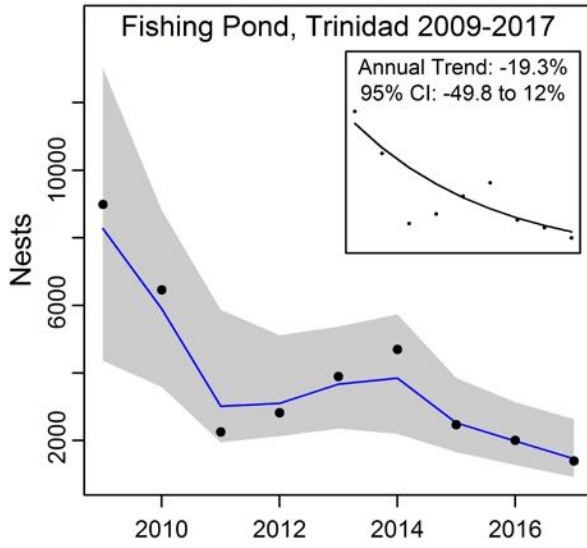 Fishing Pond, Trinidad 2009-2017
Annual Trend: -19.3%
95% CI: -49.8 to 12%
Nests
10000
6000
2000
2010 2012 2014 2016